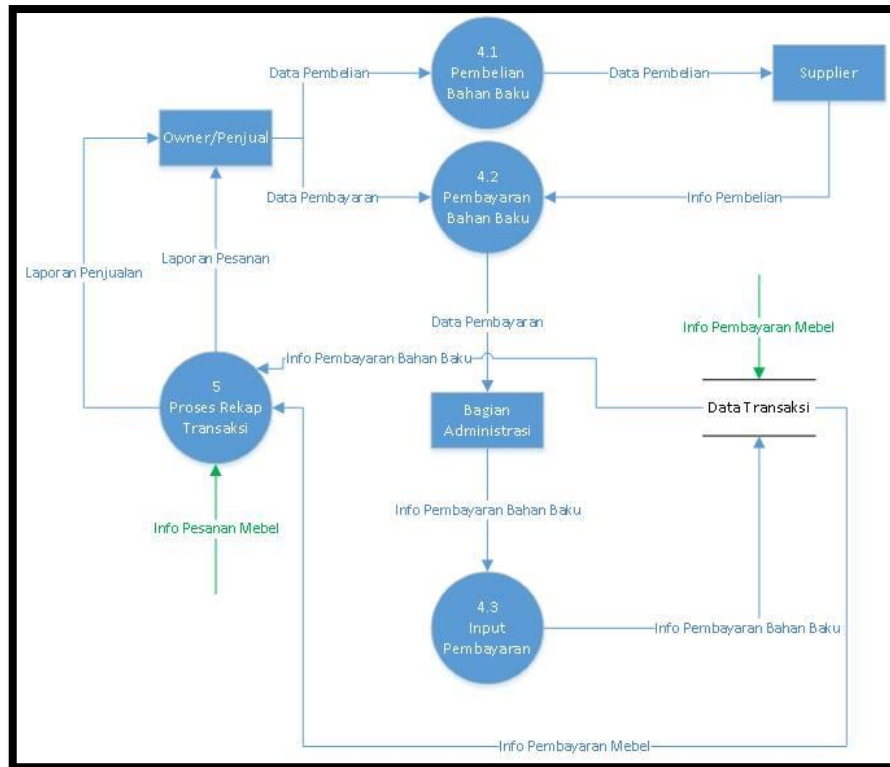 4.1
Pembelian
Bahan Baku
Data Pembelian
Data Pembelian
Supplier
Owner/Penjual
4.2
Pembayaran
Bahan Baku
Data Pembayaran
Info Pembelian
Laporan Penjualan
Laporan Pesanan
Data Pembayaran
Info Pembayaran Mebel
Info Pembayaran Bahan Baku
5
Proses Rekap
Transaksi
Bagian
Administrasi
Data Transaksi
Info Pembayaran Bahan Baku
Info Pesanan Mebel
4.3
Input
Pembayaran
Info Pembayaran Bahan Baku
Info Pembayaran Mebel